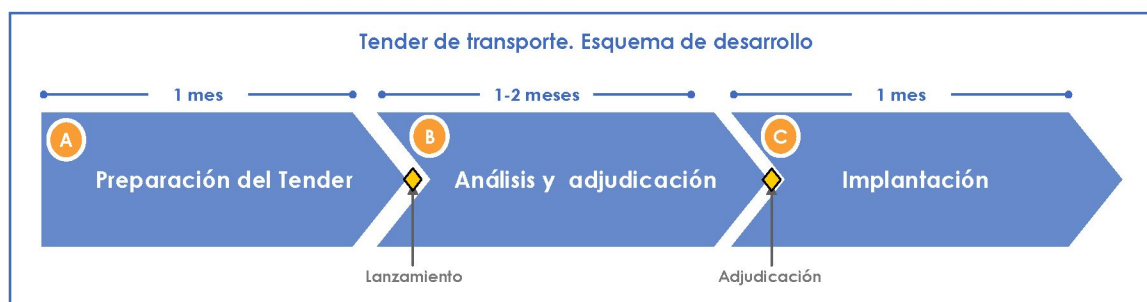 Tender de transporte. Esquema de desarrollo
1 mes
1-2 meses
1 mes
A
B
C
Preparación del Tender
Análisis y adjudicación
Implantación
Lanzamiento
Adjudicación